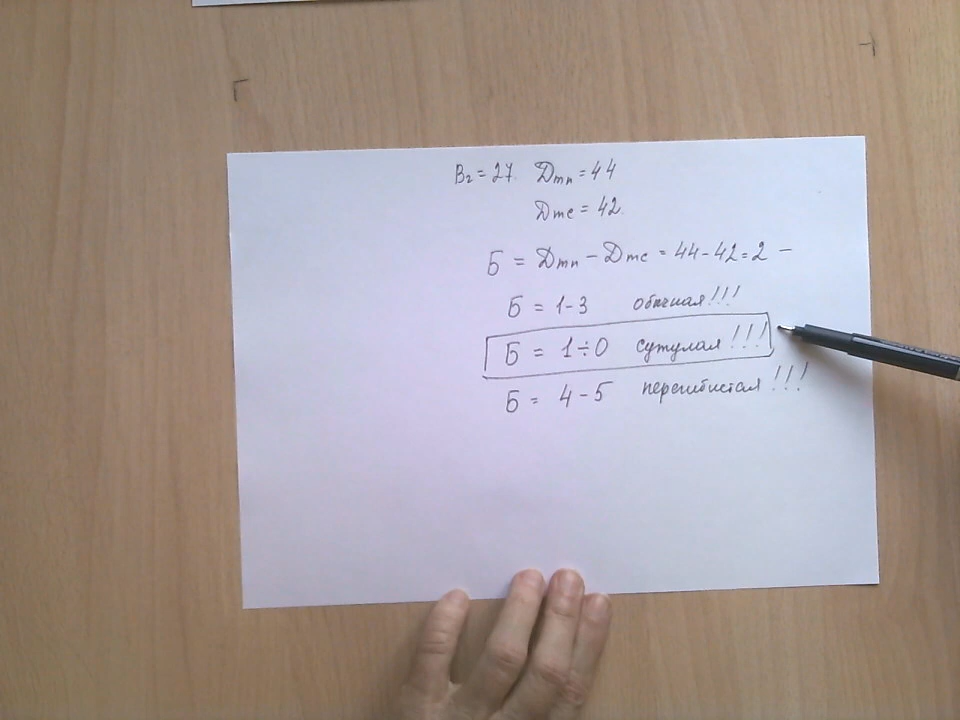 Вг = 27. Дтп = 44
Дтс = 42.
Б = Дтп - Дтс = 44 - 42 = 2 -
Б = 1-3 обычная!!!
Б = 1÷0 сутулая!!!
Б = 4-5 перегибистая!!!